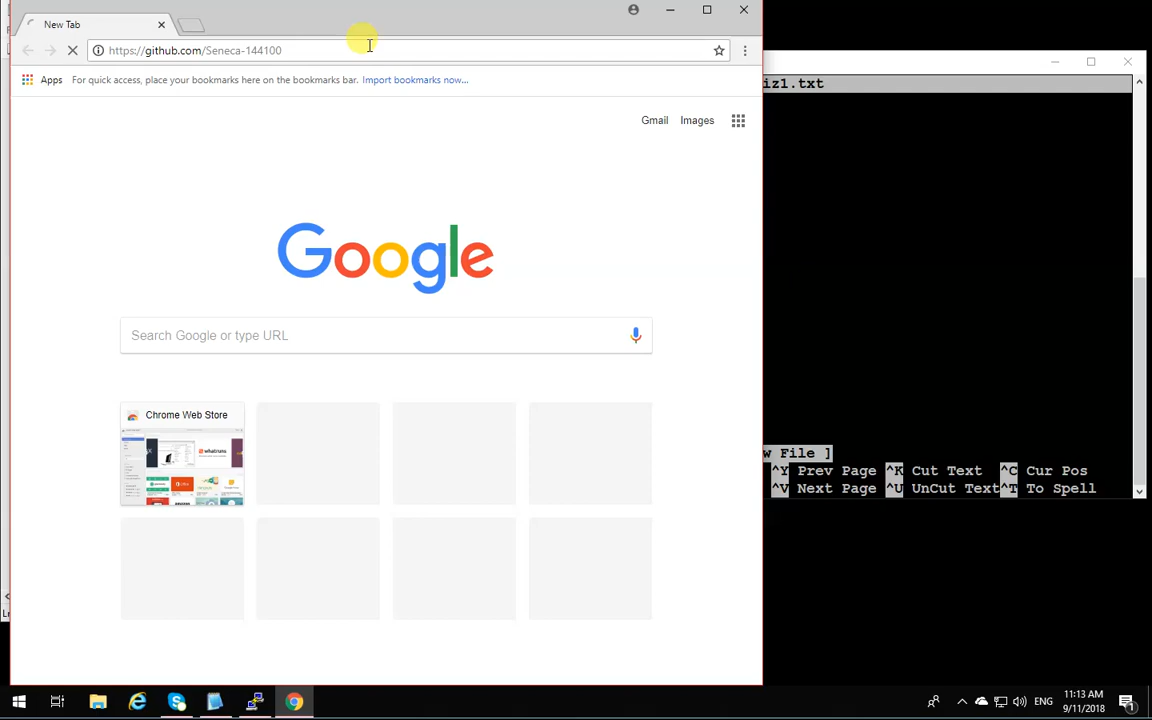 New Tab
https://github.com/Seneca-144100
Apps For quick access, place your bookmarks here on the bookmarks bar. Import bookmarks now...
iz1.txt
Gmail Images
Google
Search Google or type URL
Chrome Web Store
w File ]
^Y Prev Page ^K Cut Text ^C Cur Pos
^V Next Page ^U UnCut Text^T To Spell
ENG
11:13 AM
9/11/2018